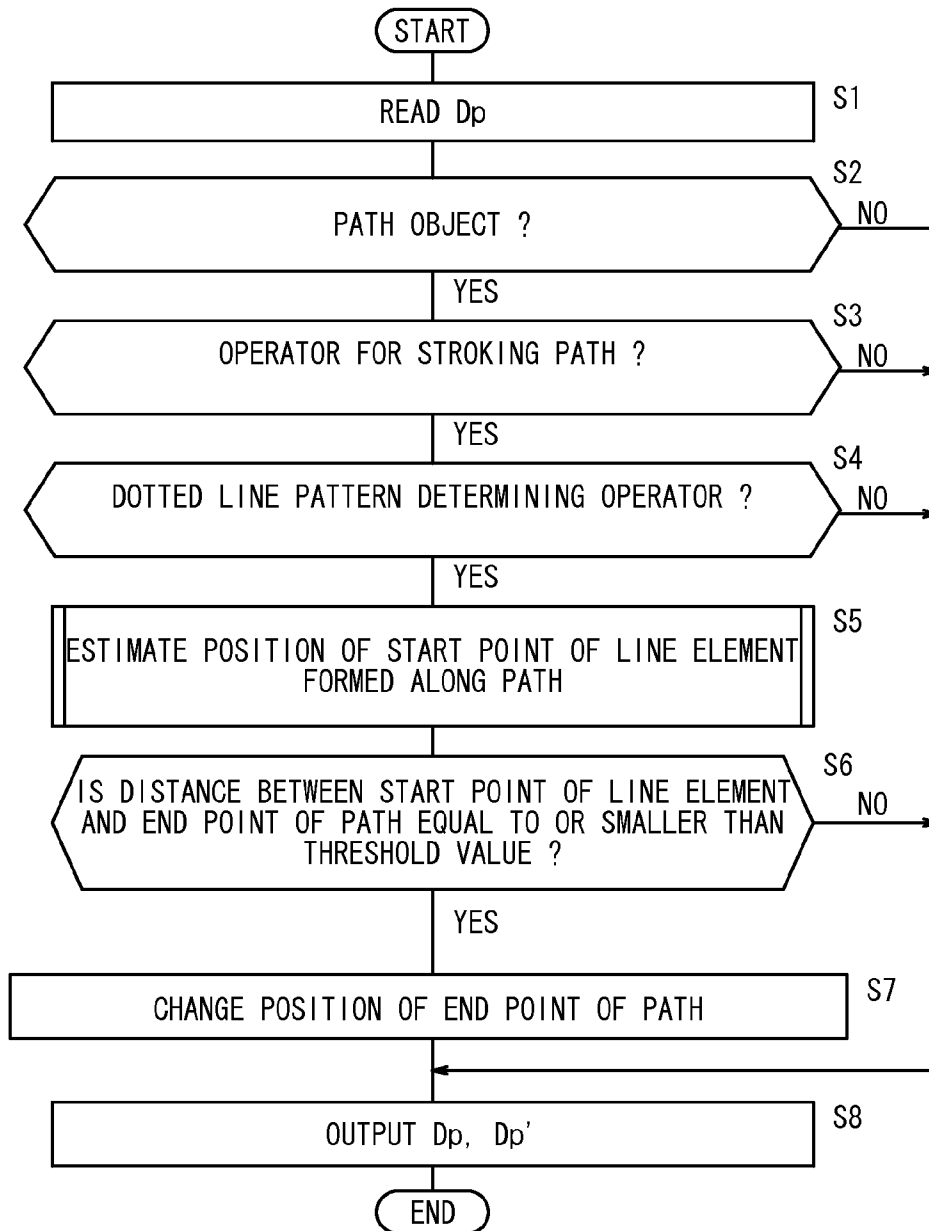 START
READ Dp
S1
PATH OBJECT ?
S2
NO
YES
OPERATOR FOR STROKING PATH ?
S3
NO
YES
DOTTED LINE PATTERN DETERMINING OPERATOR ?
S4
NO
YES
ESTIMATE POSITION OF START POINT OF LINE ELEMENT
FORMED ALONG PATH
S5
IS DISTANCE BETWEEN START POINT OF LINE ELEMENT
AND END POINT OF PATH EQUAL TO OR SMALLER THAN
THRESHOLD VALUE ?
S6
NO
YES
CHANGE POSITION OF END POINT OF PATH
S7
OUTPUT Dp, Dp'
S8
END